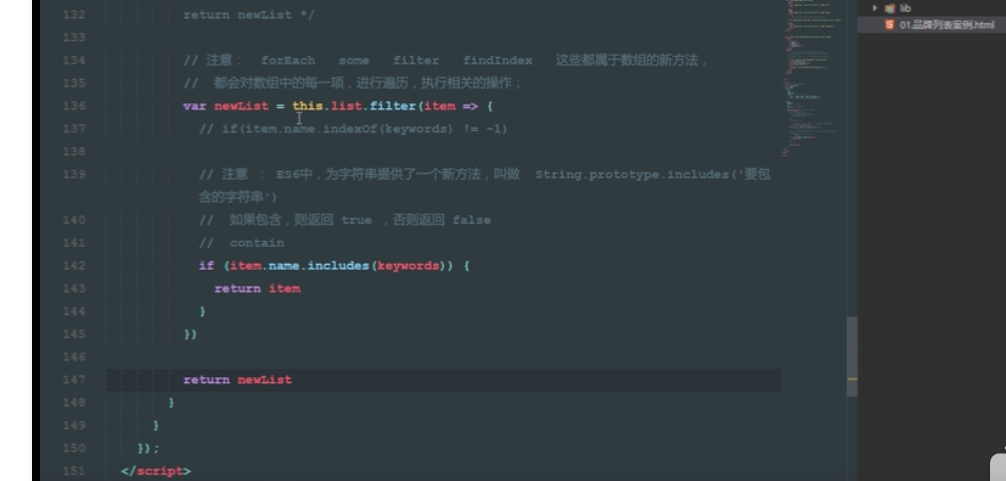 132 return newList */
133
134 // 注意： forEach some filter findIndex 这些都属于数组的新方法，
135 // 都会对数组中的每一项，进行遍历，执行相关的操作；
136 var newList = this.list.filter(item => {
137 // if(item.name.indexOf(keywords) != -1)
138
139 // 注意 ： ES6中，为字符串提供了一个新方法，叫做 String.prototype.includes('要包
含的字符串')
140 // 如果包含，则返回 true ，否则返回 false
141 // contain
142 if (item.name.includes(keywords)) {
143 return item
144 }
145 })
146
147 return newList
148 }
149 }
150 });
151 </script>
lib
01.品牌列表案例.html